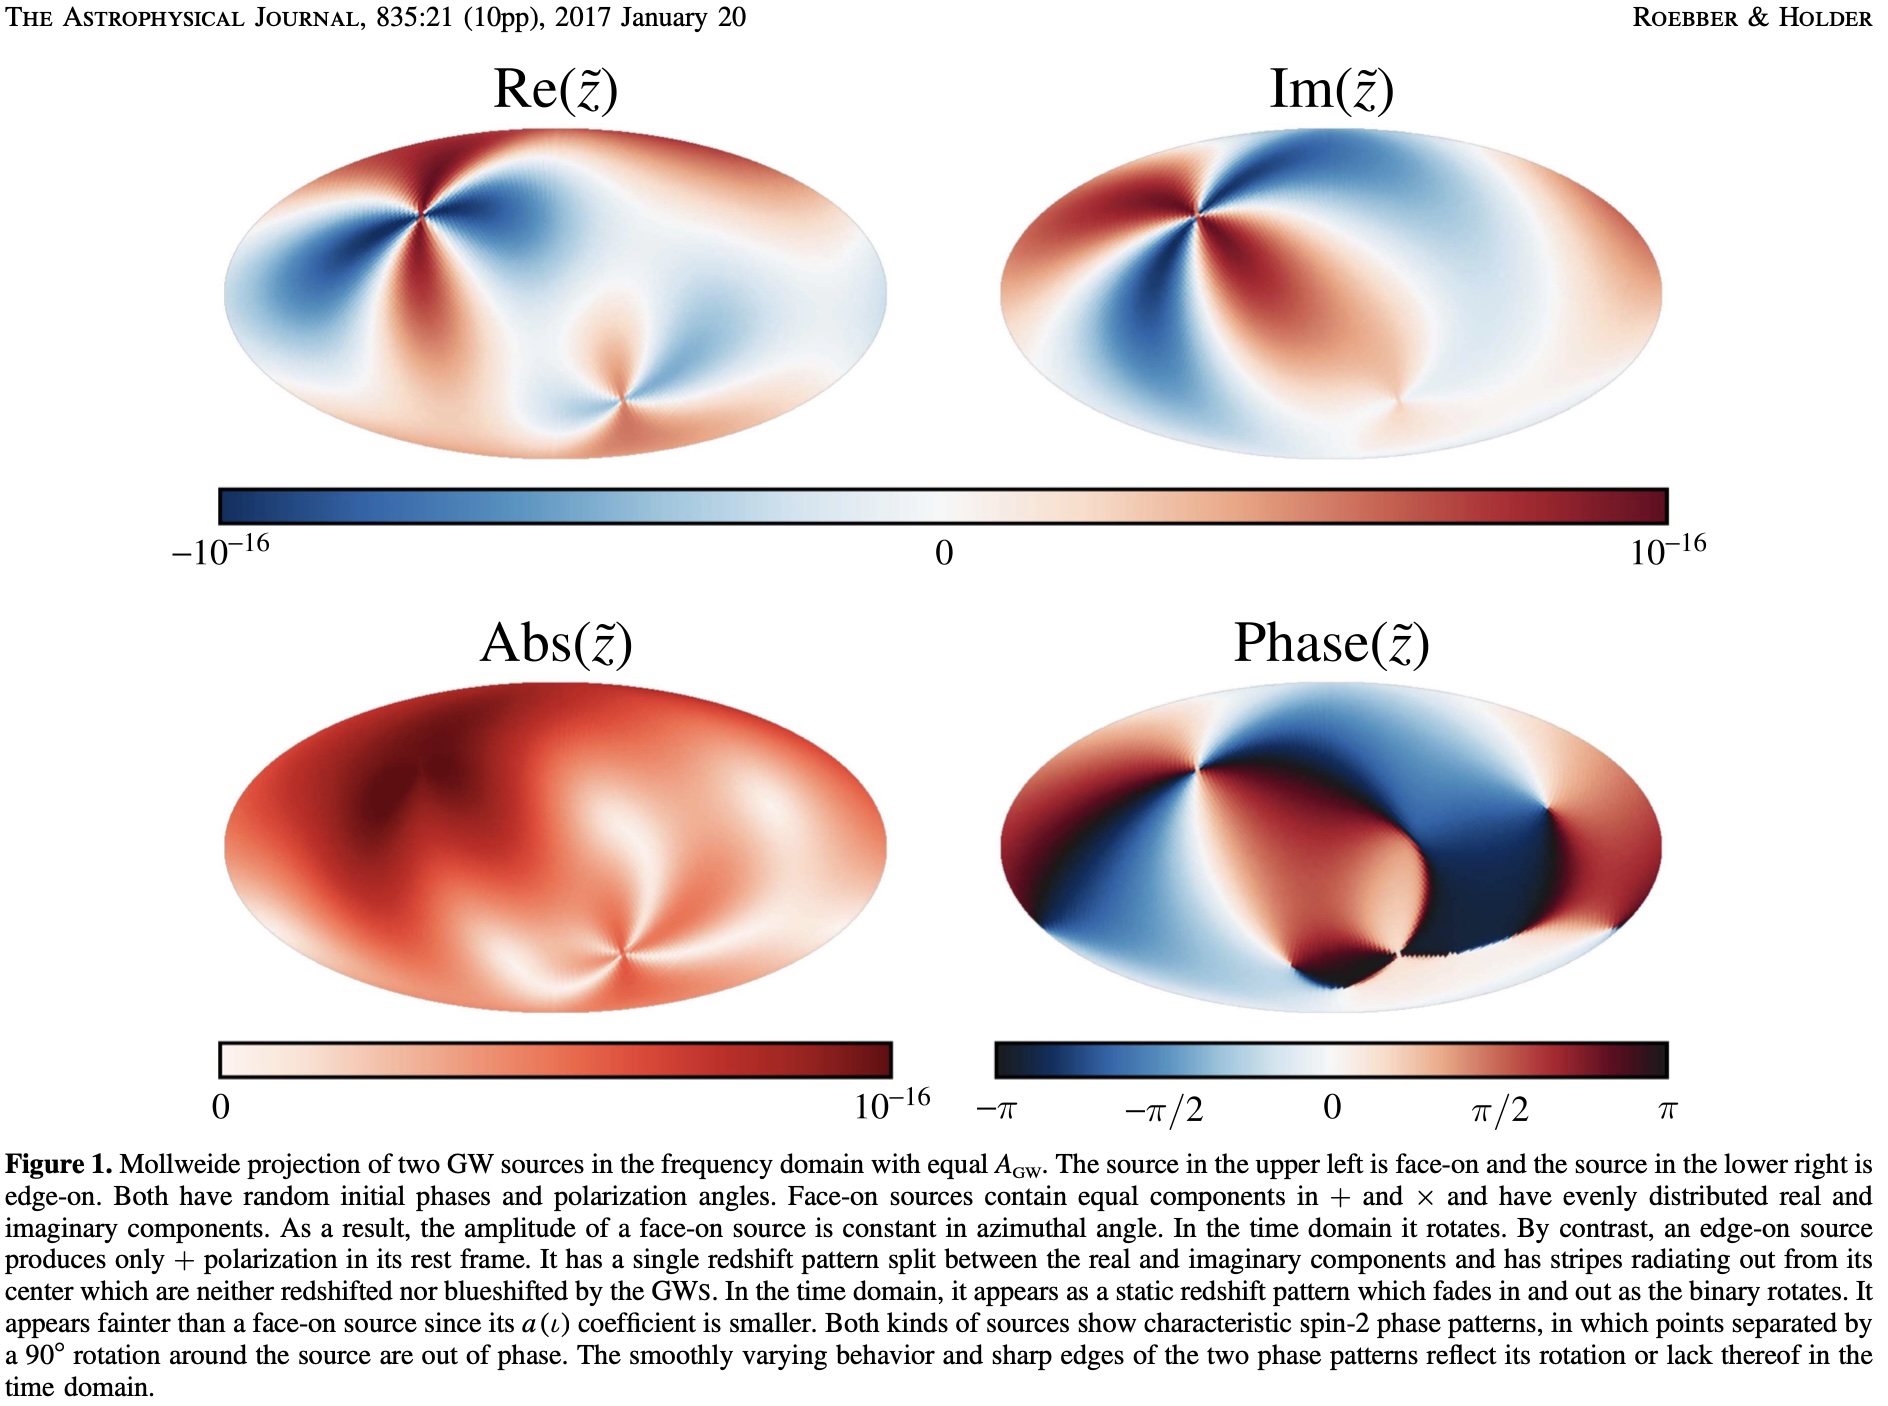 THE ASTROPHYSICAL JOURNAL, 835:21 (10pp), 2017 January 20 ROEBBER & HOLDER
Re(z̃) Im(z̃)
−10⁻¹⁶ 0 10⁻¹⁶
Abs(z̃) Phase(z̃)
0 10⁻¹⁶ −π −π/2 0 π/2 π
Figure 1. Mollweide projection of two GW sources in the frequency domain with equal A_GW. The source in the upper left is face-on and the source in the lower right is
edge-on. Both have random initial phases and polarization angles. Face-on sources contain equal components in + and × and have evenly distributed real and
imaginary components. As a result, the amplitude of a face-on source is constant in azimuthal angle. In the time domain it rotates. By contrast, an edge-on source
produces only + polarization in its rest frame. It has a single redshift pattern split between the real and imaginary components and has stripes radiating out from its
center which are neither redshifted nor blueshifted by the GWs. In the time domain, it appears as a static redshift pattern which fades in and out as the binary rotates. It
appears fainter than a face-on source since its a(ι) coefficient is smaller. Both kinds of sources show characteristic spin-2 phase patterns, in which points separated by
a 90° rotation around the source are out of phase. The smoothly varying behavior and sharp edges of the two phase patterns reflect its rotation or lack thereof in the
time domain.